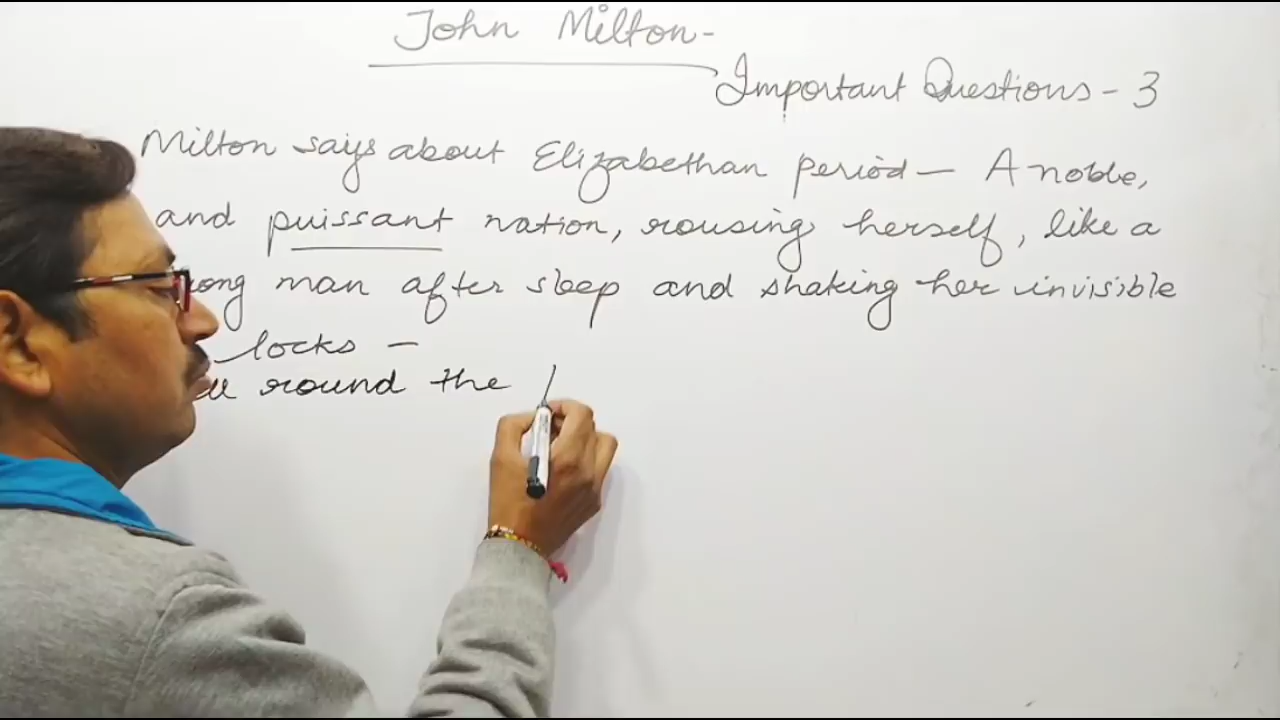 John Milton-
Important Questions - 3
Milton says about Elizabethan period - A noble,
and puissant nation, rousing herself, like a
man after sleep and shaking her invisible
locks -
round the